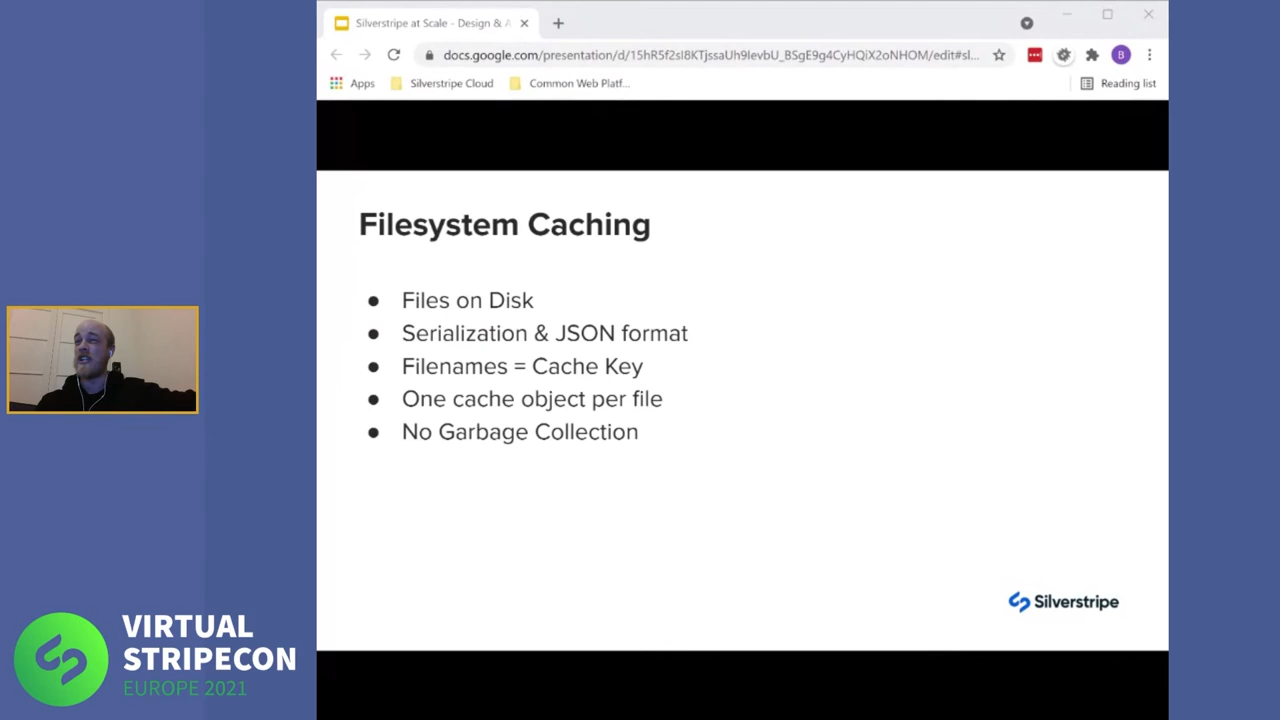 Silverstripe at Scale - Design & A
docs.google.com/presentation/d/15hR5f2sI8KTjssaUh9IevbU_BSgE9g4CyHQiX2oNHOM/edit#sl...
B
Apps
Silverstripe Cloud
Common Web Platf...
Reading list
Filesystem Caching
● Files on Disk
● Serialization & JSON format
● Filenames = Cache Key
● One cache object per file
● No Garbage Collection
Silverstripe
VIRTUAL
STRIPECON
EUROPE 2021